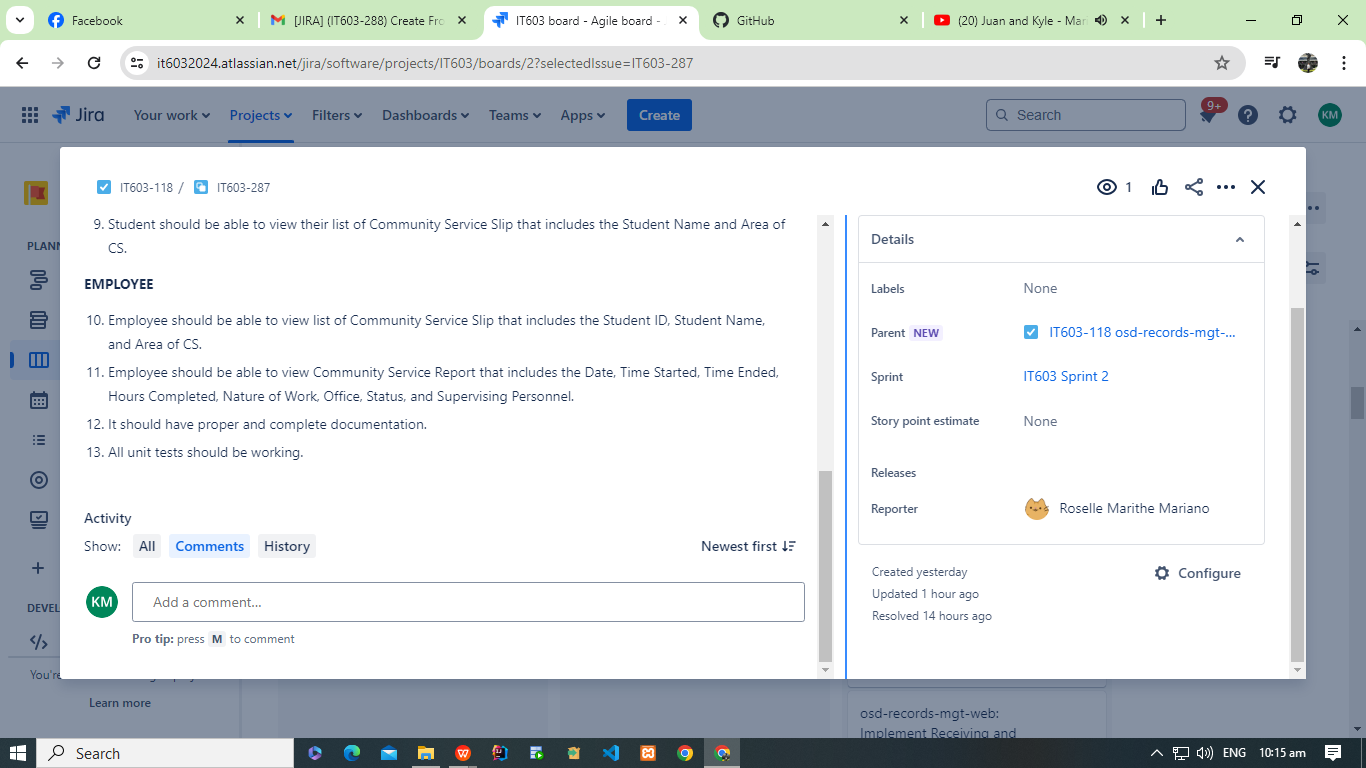 Facebook
[JIRA] (IT603-288) Create Fro
IT603 board - Agile board -
GitHub
(20) Juan and Kyle - Mari
it6032024.atlassian.net/jira/software/projects/IT603/boards/2?selectedIssue=IT603-287
Jira
Your work
Projects
Filters
Dashboards
Teams
Apps
Create
Search
9+
KM
IT603-118 /
IT603-287
1
PLANN
9. Student should be able to view their list of Community Service Slip that includes the Student Name and Area of
CS.
EMPLOYEE
10. Employee should be able to view list of Community Service Slip that includes the Student ID, Student Name,
and Area of CS.
11. Employee should be able to view Community Service Report that includes the Date, Time Started, Time Ended,
Hours Completed, Nature of Work, Office, Status, and Supervising Personnel.
12. It should have proper and complete documentation.
13. All unit tests should be working.
Activity
Show:
All
Comments
History
Newest first
KM
Add a comment...
Pro tip: press M to comment
Details
Labels
None
Parent NEW
IT603-118 osd-records-mgt-...
Sprint
IT603 Sprint 2
Story point estimate
None
Releases
Reporter
Roselle Marithe Mariano
Created yesterday
Updated 1 hour ago
Resolved 14 hours ago
Configure
DEVEL
You're
Learn more
osd-records-mgt-web:
Implement Receiving and
Search
ENG
10:15 am